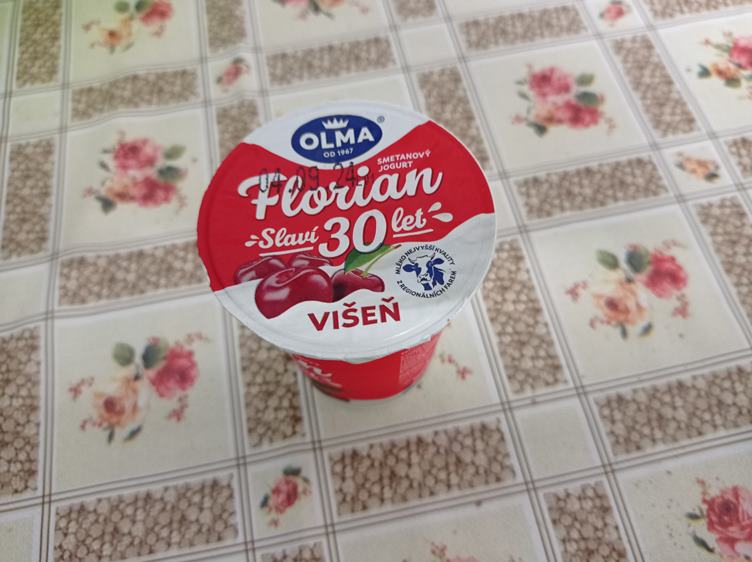 OLMA
®
OD 1967
SMETANOVÝ
JOGURT
04.09.24
Florian
Slaví 30 let
MLÉKO NEJVYŠŠÍ KVALITY
Z REGIONÁLNÍCH FAREM
VIŠEŇ